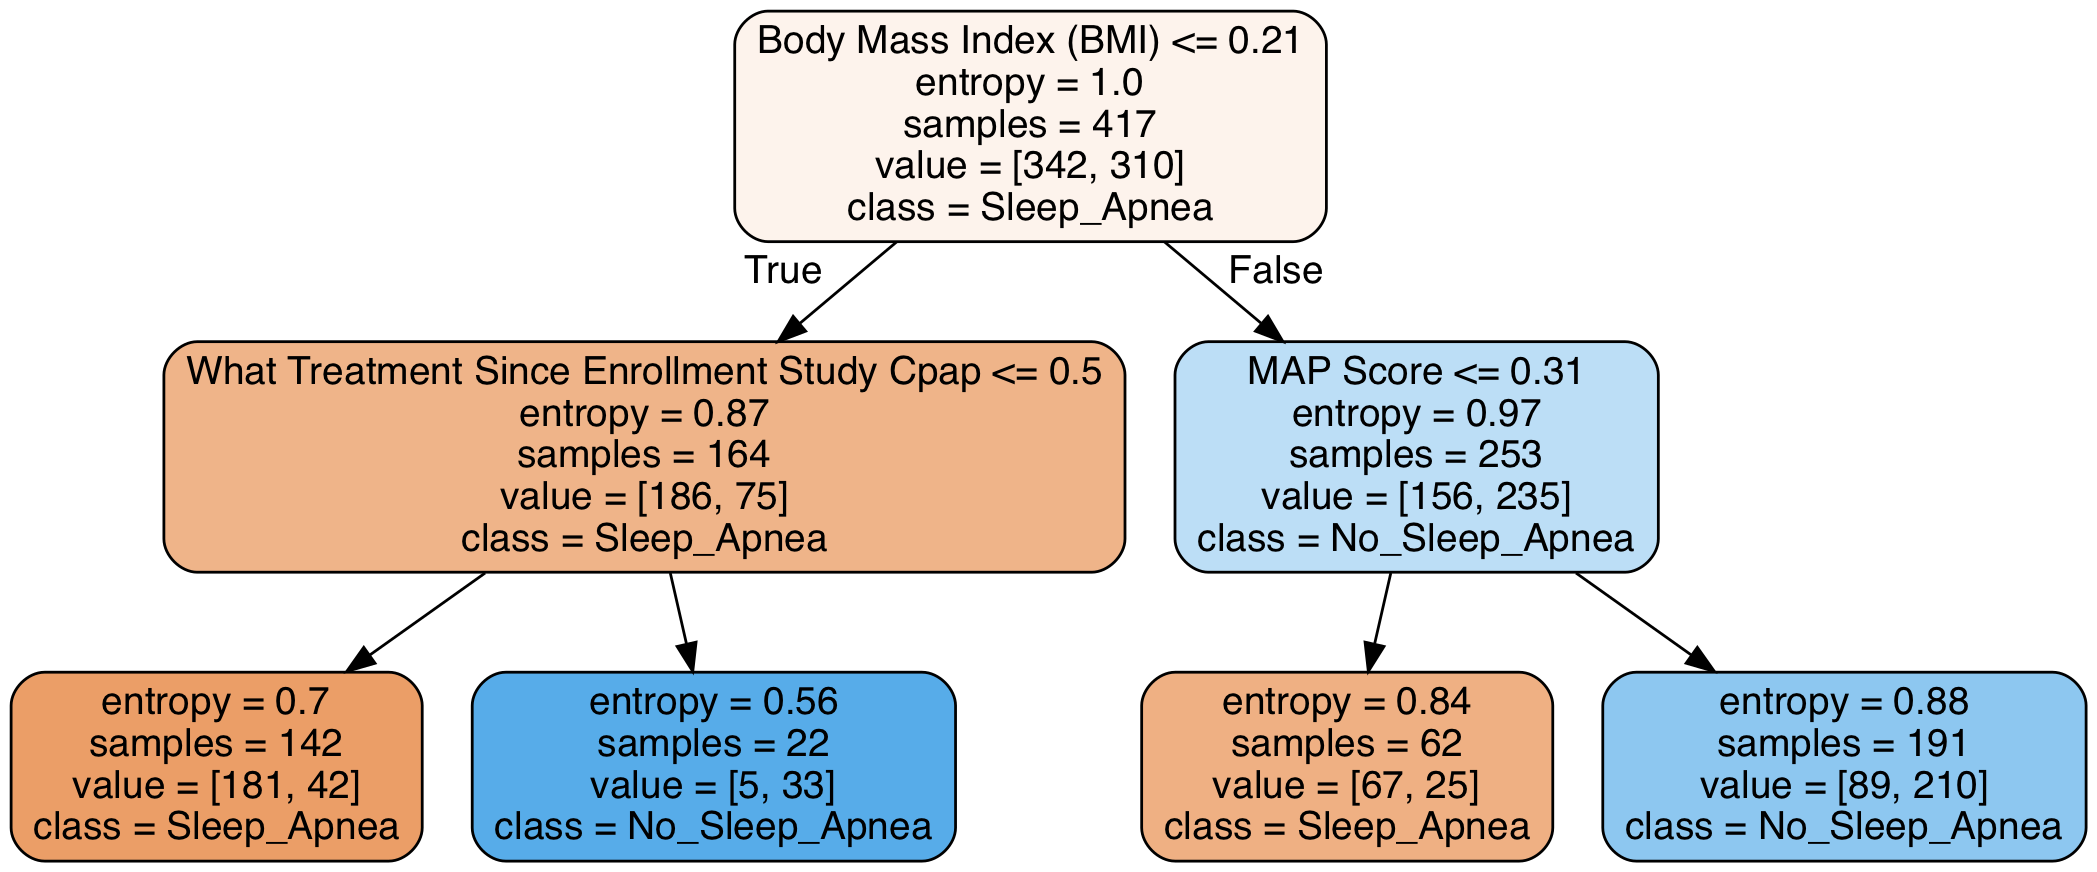 Body Mass Index (BMI) <= 0.21
entropy = 1.0
samples = 417
value = [342, 310]
class = Sleep_Apnea
True
False
What Treatment Since Enrollment Study Cpap <= 0.5
entropy = 0.87
samples = 164
value = [186, 75]
class = Sleep_Apnea
MAP Score <= 0.31
entropy = 0.97
samples = 253
value = [156, 235]
class = No_Sleep_Apnea
entropy = 0.7
samples = 142
value = [181, 42]
class = Sleep_Apnea
entropy = 0.56
samples = 22
value = [5, 33]
class = No_Sleep_Apnea
entropy = 0.84
samples = 62
value = [67, 25]
class = Sleep_Apnea
entropy = 0.88
samples = 191
value = [89, 210]
class = No_Sleep_Apnea